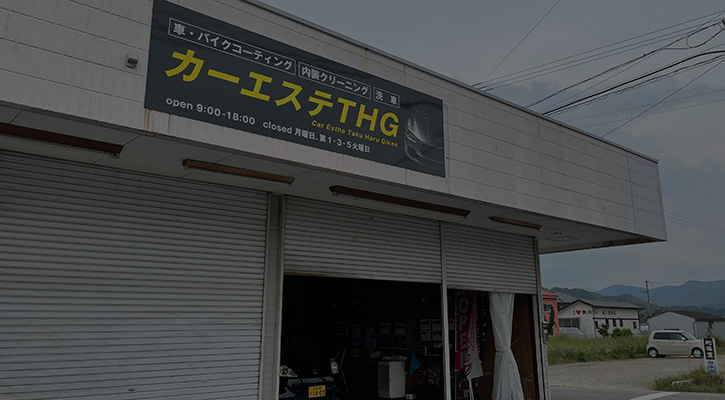 車・バイクコーティング 内装クリーニング 洗車
カーエステTHG
Car Esthe Taku Haru Giken
open 9:00-18:00 closed 月曜日、第1・3・5火曜日